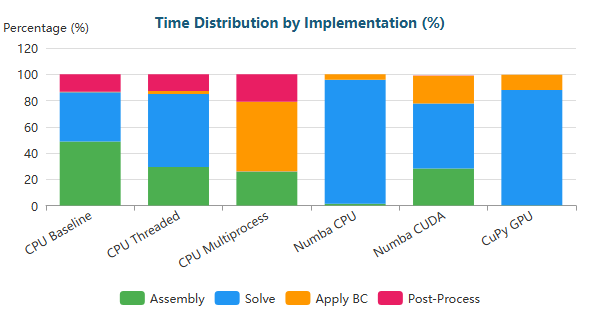 Time Distribution by Implementation (%)
Percentage (%)
120
100
80
60
40
20
0
CPU Baseline
CPU Threaded
CPU Multiprocess
Numba CPU
Numba CUDA
CuPy GPU
Assembly Solve Apply BC Post-Process